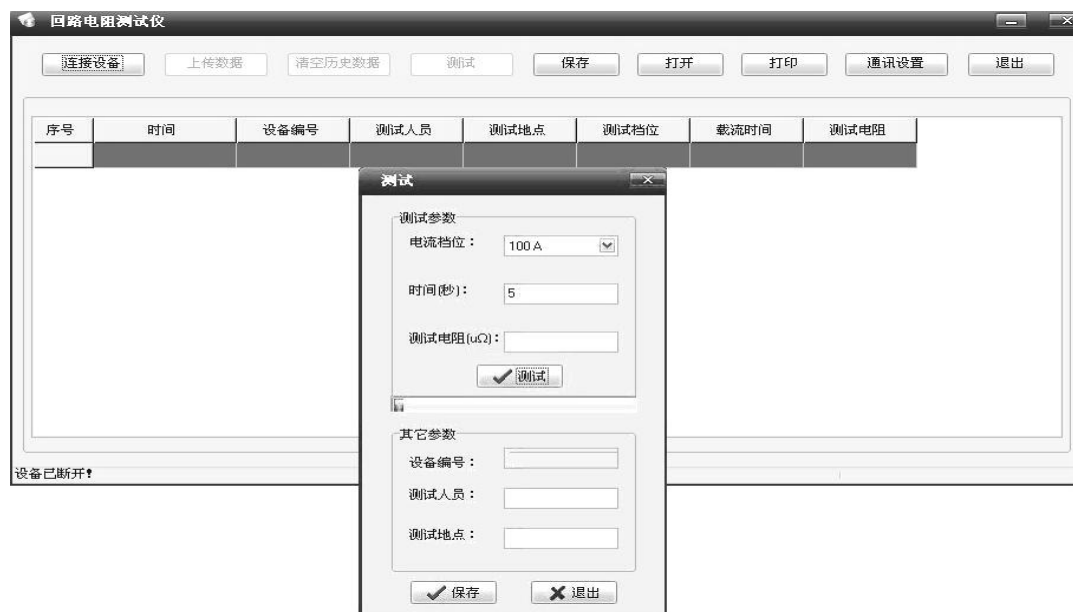 回路电阻测试仪
连接设备 上传数据 清空历史数据 测试 保存 打开 打印 通讯设置 退出
序号 时间 设备编号 测试人员 测试地点 测试档位 载流时间 测试电阻
测试
测试参数
电流档位： 100 A
时间(秒)： 5
测试电阻(uΩ)：
测试
其它参数
设备编号：
设备已断开!
测试人员：
测试地点：
保存 退出